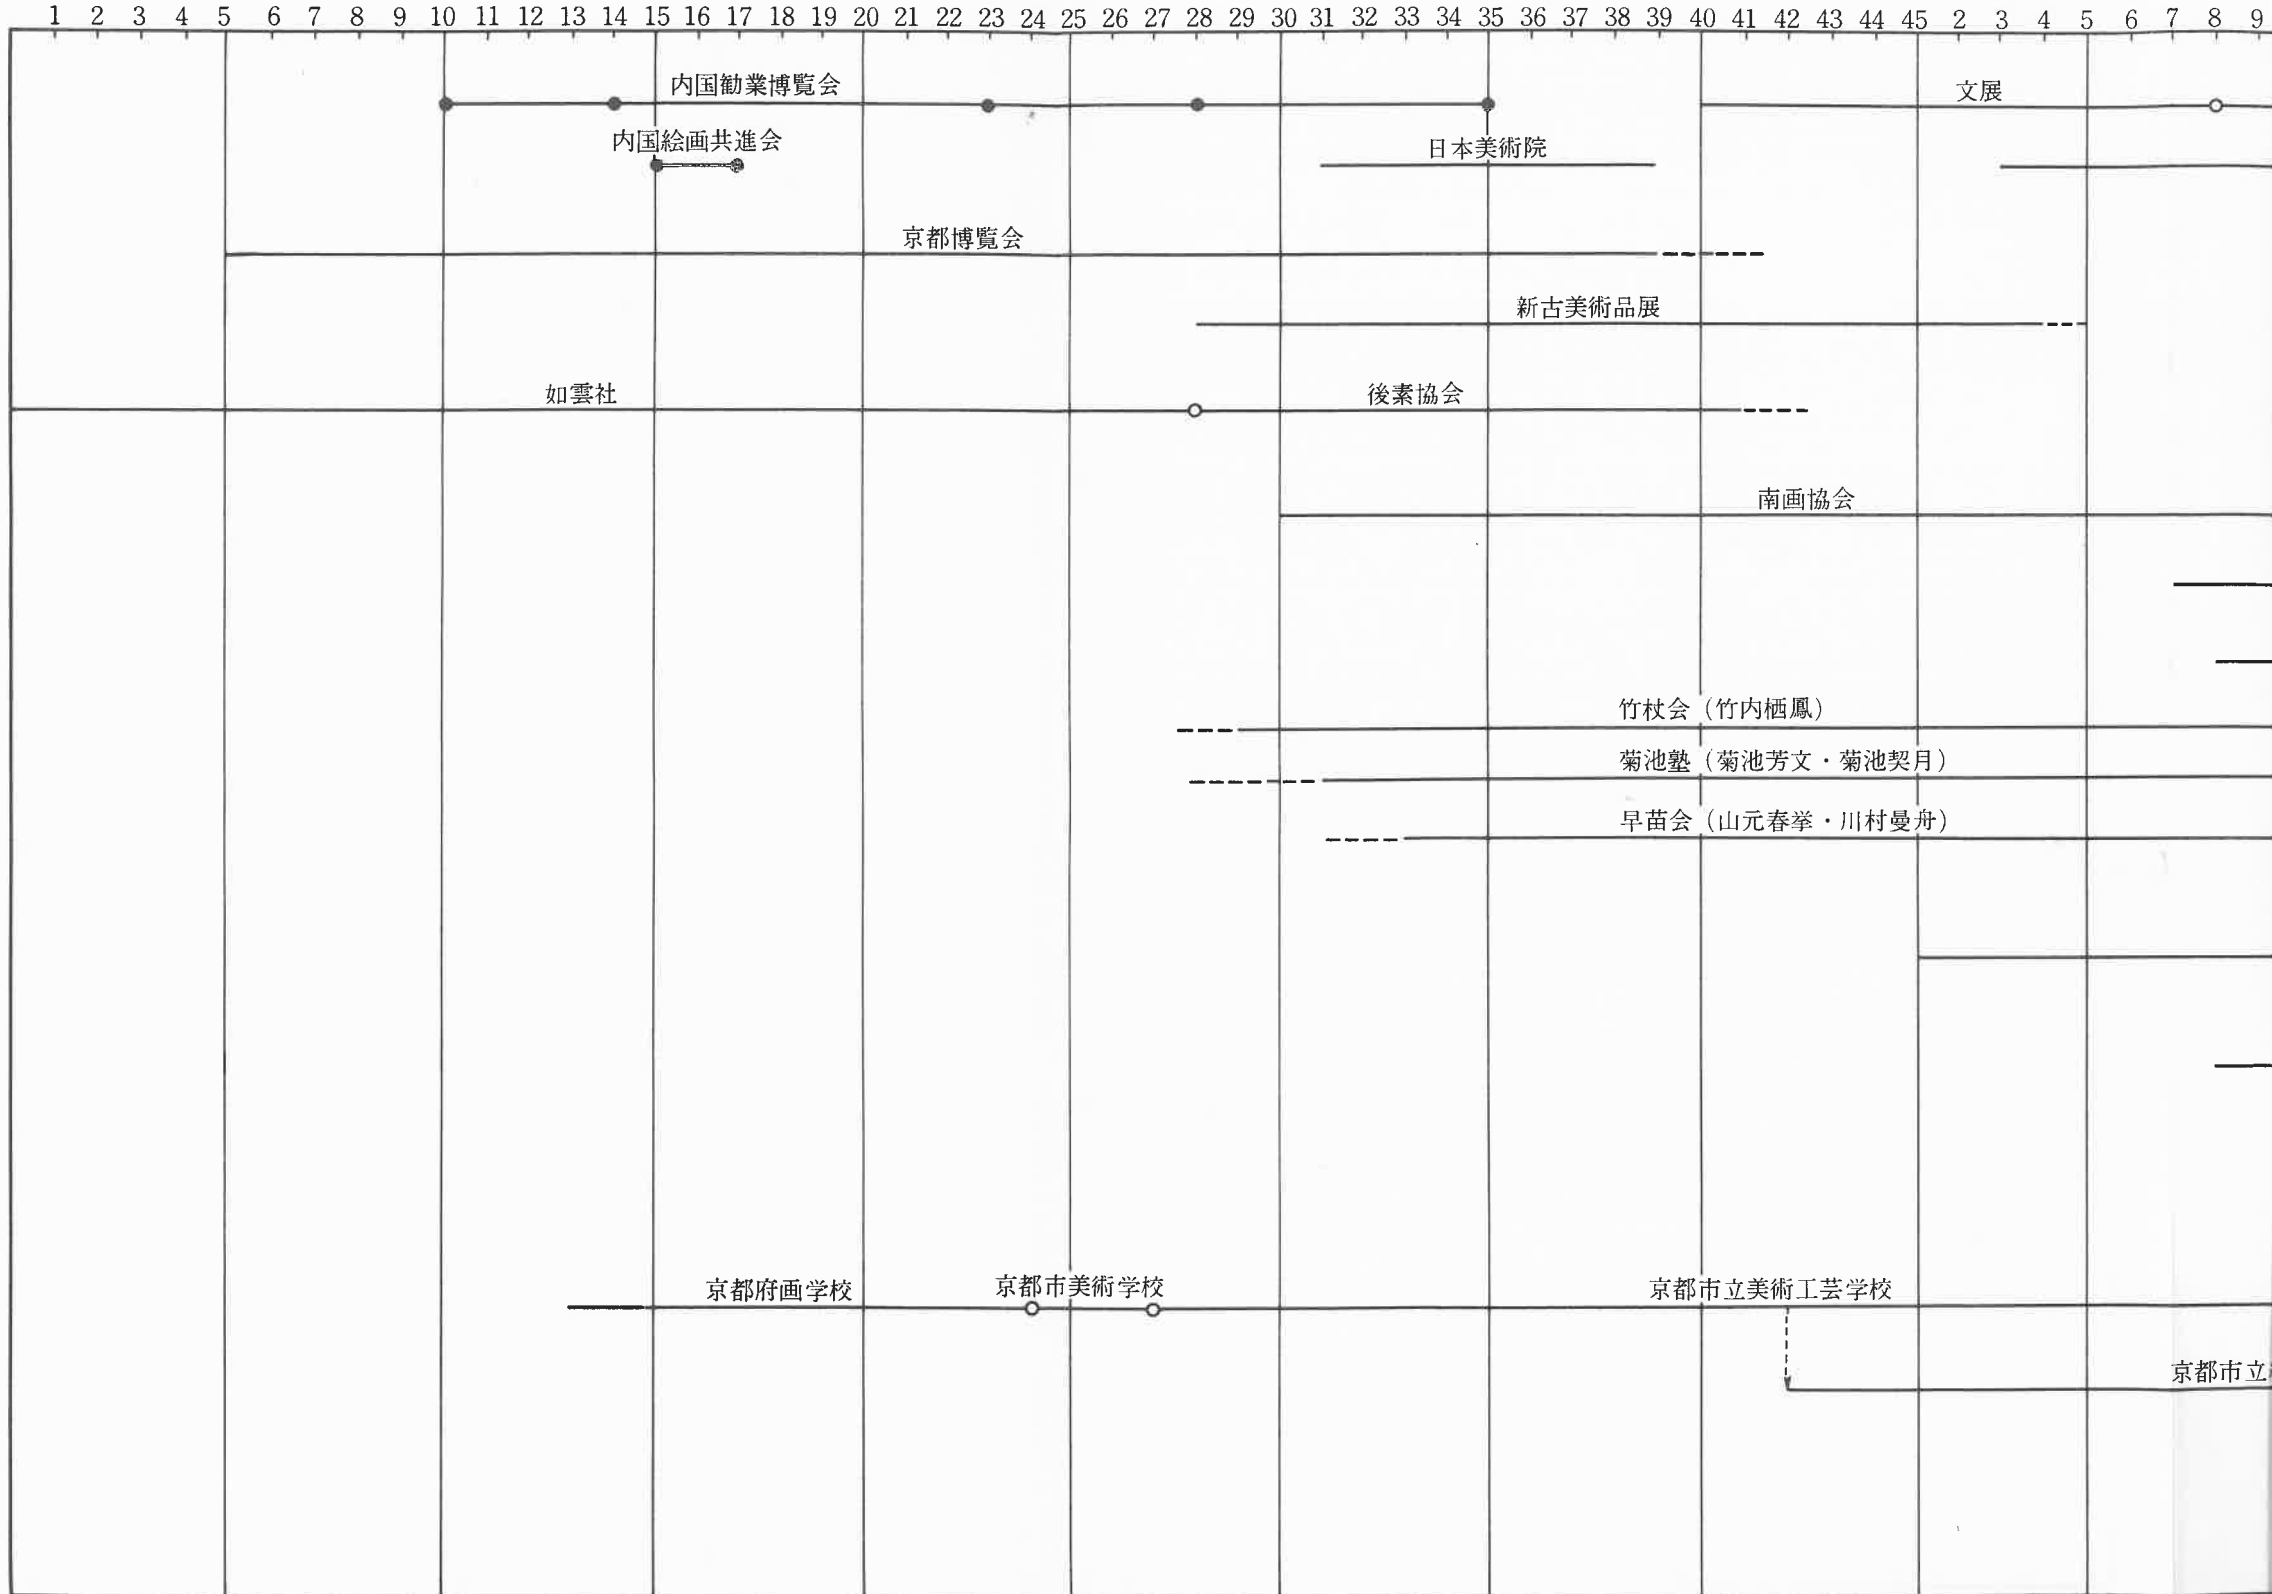 1 2 3 4 5 6 7 8 9 10 11 12 13 14 15 16 17 18 19 20 21 22 23 24 25 26 27 28 29 30 31 32 33 34 35 36 37 38 39 40 41 42 43 44 45 2 3 4 5 6 7 8 9
内国勧業博覧会
文展
内国絵画共進会
日本美術院
京都博覧会
新古美術品展
如雲社
後素協会
南画協会
竹杖会（竹内栖鳳）
菊池塾（菊池芳文・菊池契月）
早苗会（山元春挙・川村曼舟）
京都府画学校
京都市美術学校
京都市立美術工芸学校
京都市立